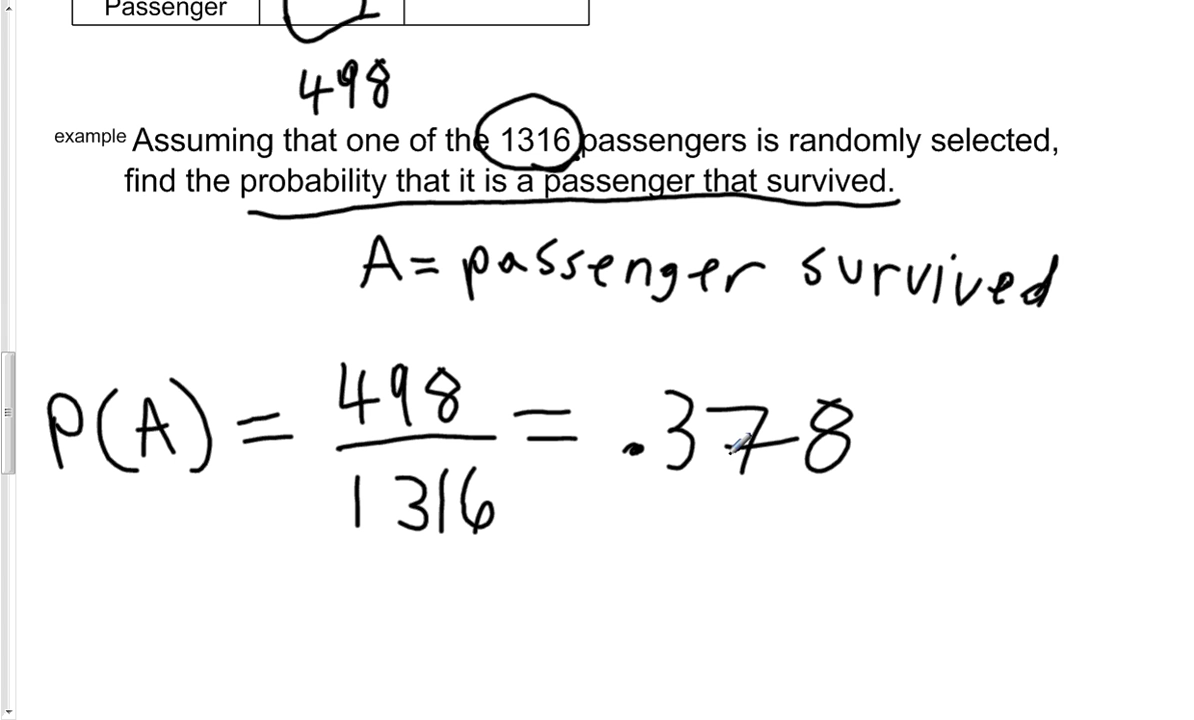 Passenger
498
example Assuming that one of the 1316 passengers is randomly selected,
find the probability that it is a passenger that survived.
A= passenger survived
P(A) = 498/1316 = .378